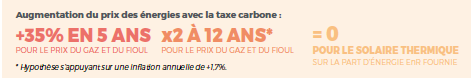 Augmentation du prix des énergies avec la taxe carbone :
+35% EN 5 ANS
POUR LE PRIX DU GAZ ET DU FIOUL
x2 À 12 ANS*
POUR LE PRIX DU GAZ ET DU FIOUL
= 0
POUR LE SOLAIRE THERMIQUE
SUR LA PART D'ÉNERGIE EnR FOURNIE
* Hypothèse s'appuyant sur une inflation annuelle de +1,7%.